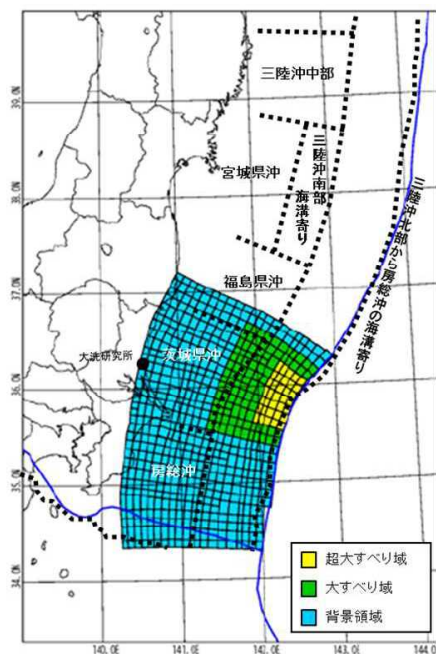 三陸沖中部
三陸沖南部
海溝寄り
宮城県沖
三陸沖北部から房総沖の海溝寄り
福島県沖
大洗研究所
茨城県沖
房総沖
超大すべり域
大すべり域
背景領域
39.0N
38.0N
37.0N
36.0N
35.0N
34.0N
140.0E
141.0E
142.0E
143.0E
144.0